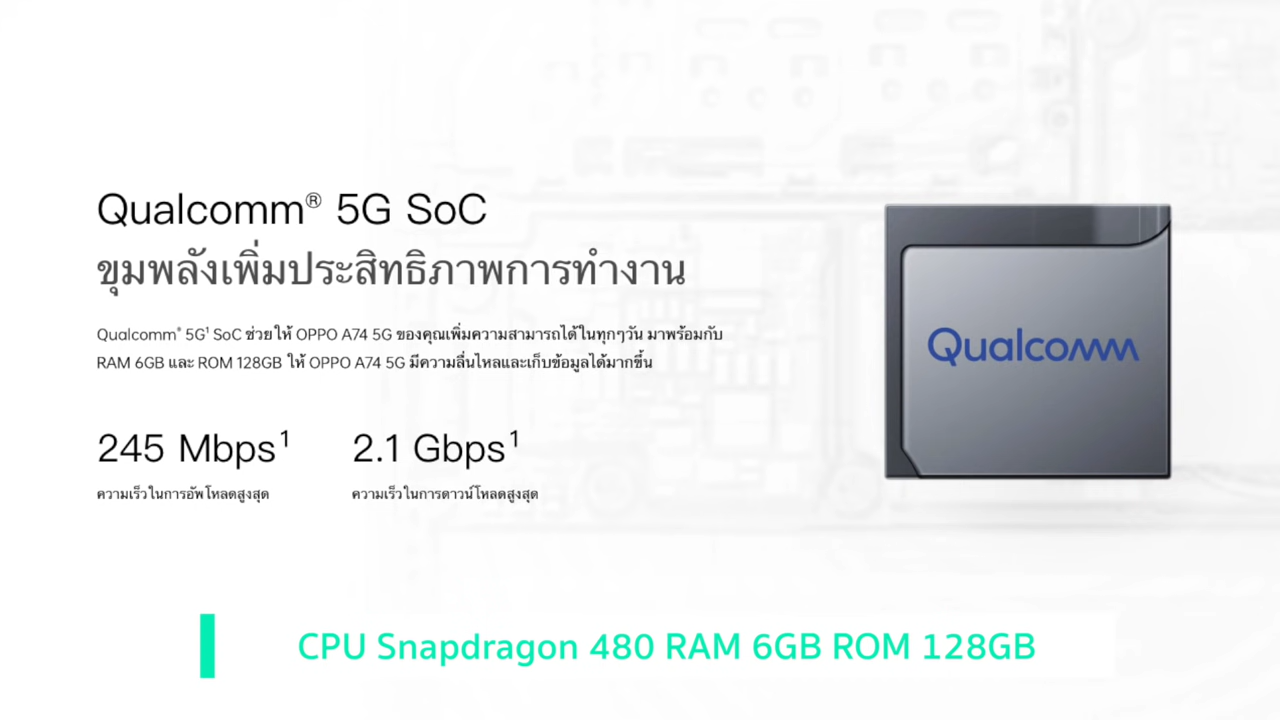 Qualcomm® 5G SoC
ขุมพลังเพิ่มประสิทธิภาพการทำงาน
Qualcomm® 5G¹ SoC ช่วยให้ OPPO A74 5G ของคุณเพิ่มความสามารถได้ในทุกๆวัน มาพร้อมกับ
RAM 6GB และ ROM 128GB ให้ OPPO A74 5G มีความลื่นไหลและเก็บข้อมูลได้มากขึ้น
245 Mbps¹
ความเร็วในการอัพโหลดสูงสุด
2.1 Gbps¹
ความเร็วในการดาวน์โหลดสูงสุด
Qualcomm
CPU Snapdragon 480 RAM 6GB ROM 128GB